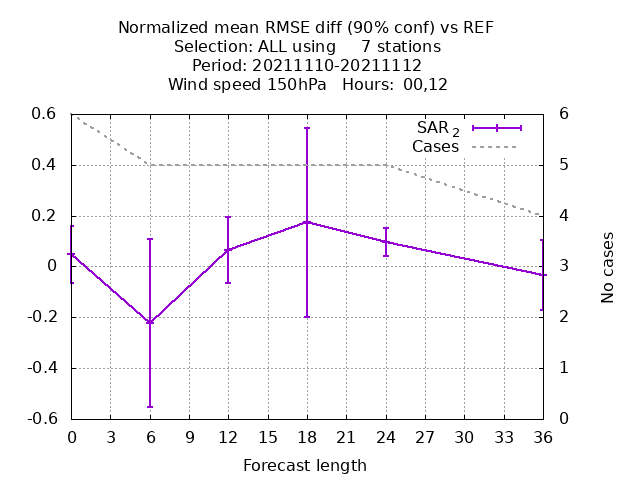 Normalized mean RMSE diff (90% conf) vs REF
Selection: ALL using     7 stations
Period: 20211110-20211112
Wind speed 150hPa   Hours: 00,12
SAR 2
Cases
0.6
0.4
0.2
0
-0.2
-0.4
-0.6
6
5
4
3
2
1
0
No cases
0 3 6 9 12 15 18 21 24 27 30 33 36
Forecast length